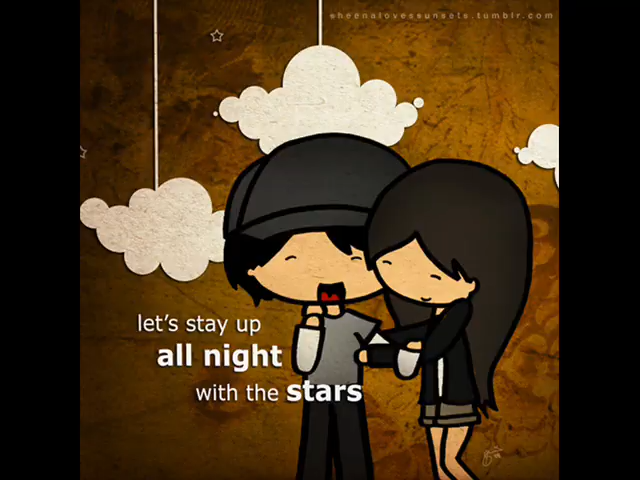 sheenalovessunsets.tumblr.com
let's stay up
all night
with the stars